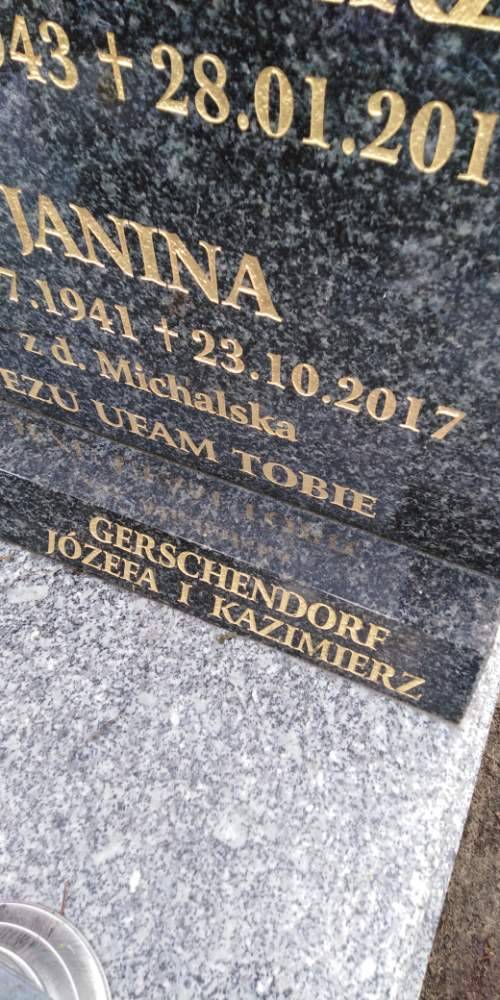 943 + 28.01.201
JANINA
7.1941 + 23.10.2017
z d. Michalska
EZU UFAM TOBIE
GERSCHENDORF
JÓZEFA I KAZIMIERZ